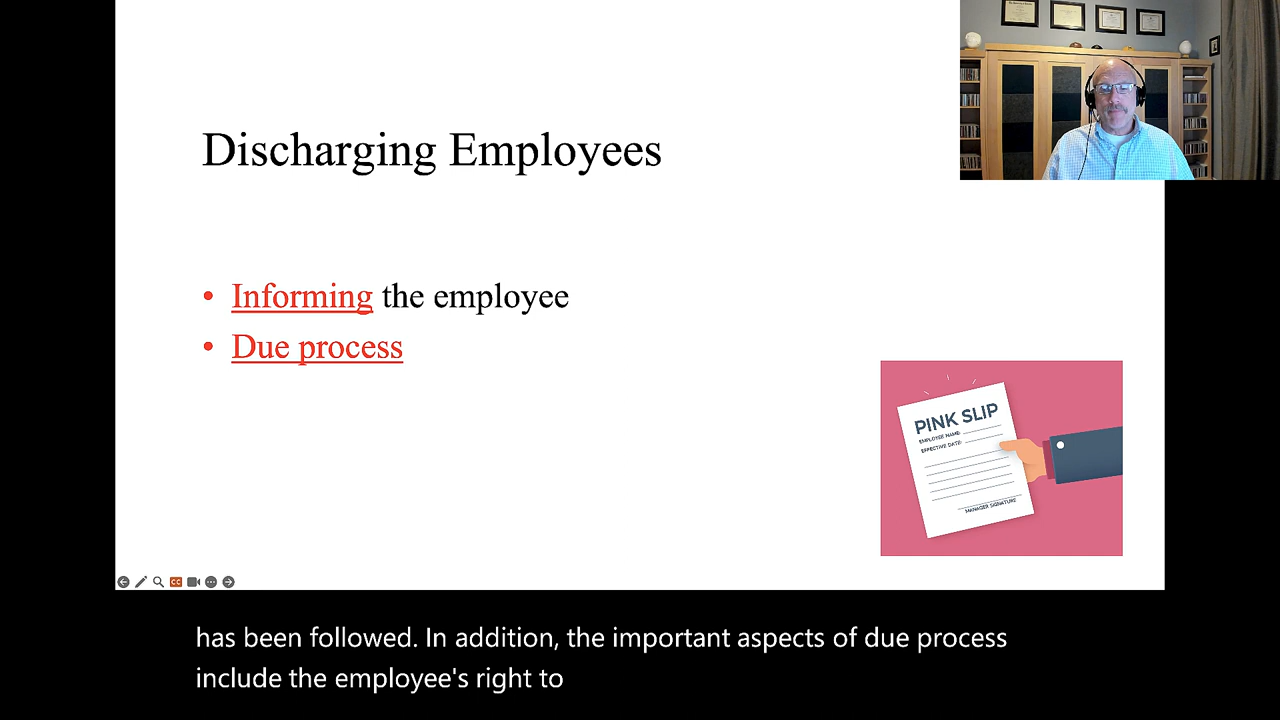 Discharging Employees
• Informing the employee
• Due process
PINK SLIP
EMPLOYEE NAME:
EFFECTIVE DATE:
MANAGER SIGNATURE
CC
has been followed. In addition, the important aspects of due process
include the employee's right to